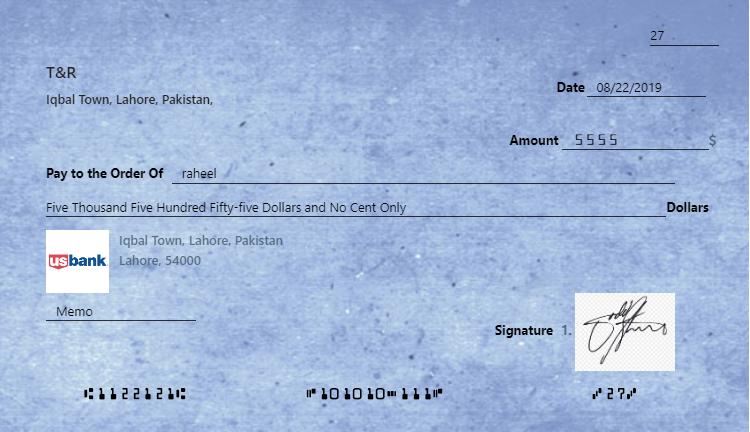 27
T&R
Date 08/22/2019
Iqbal Town, Lahore, Pakistan,
Amount 5555 $
Pay to the Order Of raheel
Five Thousand Five Hundred Fifty-five Dollars and No Cent Only Dollars
usbank
Iqbal Town, Lahore, Pakistan
Lahore, 54000
Memo
Signature 1.
⑆1122121⑆ ⑈101010⑉111⑈ ⑇27⑇